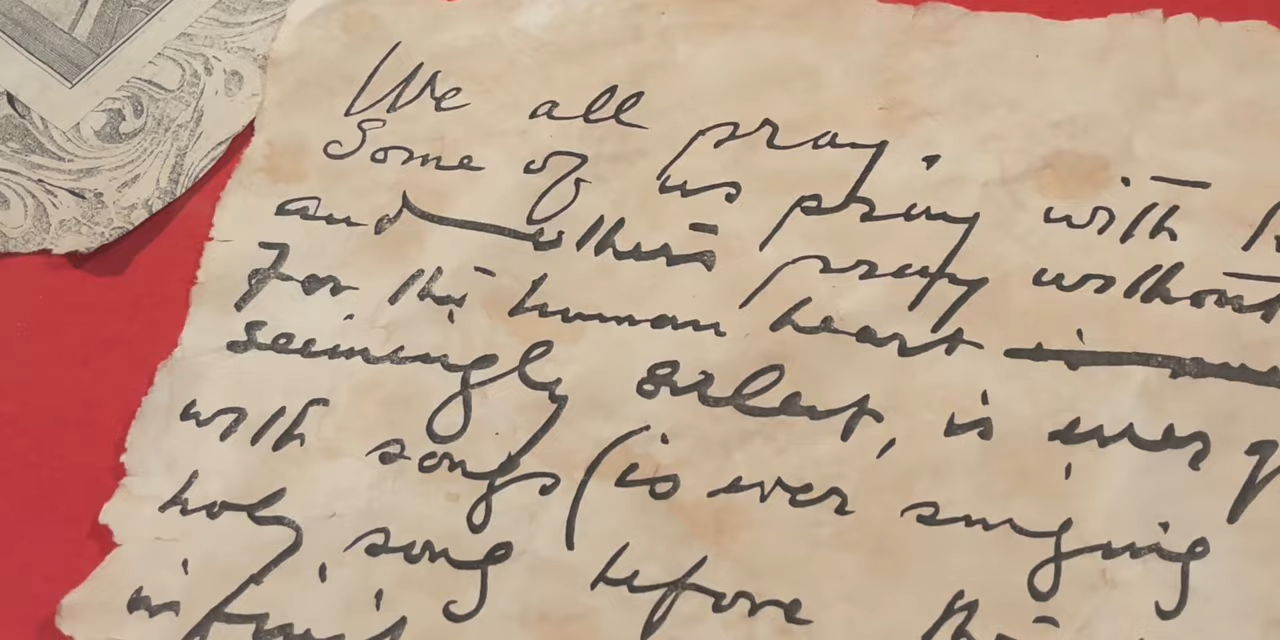 We all pray.
Some of us pray with
and others pray without
For the human heart
seemingly silent, is ever
with songs (is ever singing
holy song before the